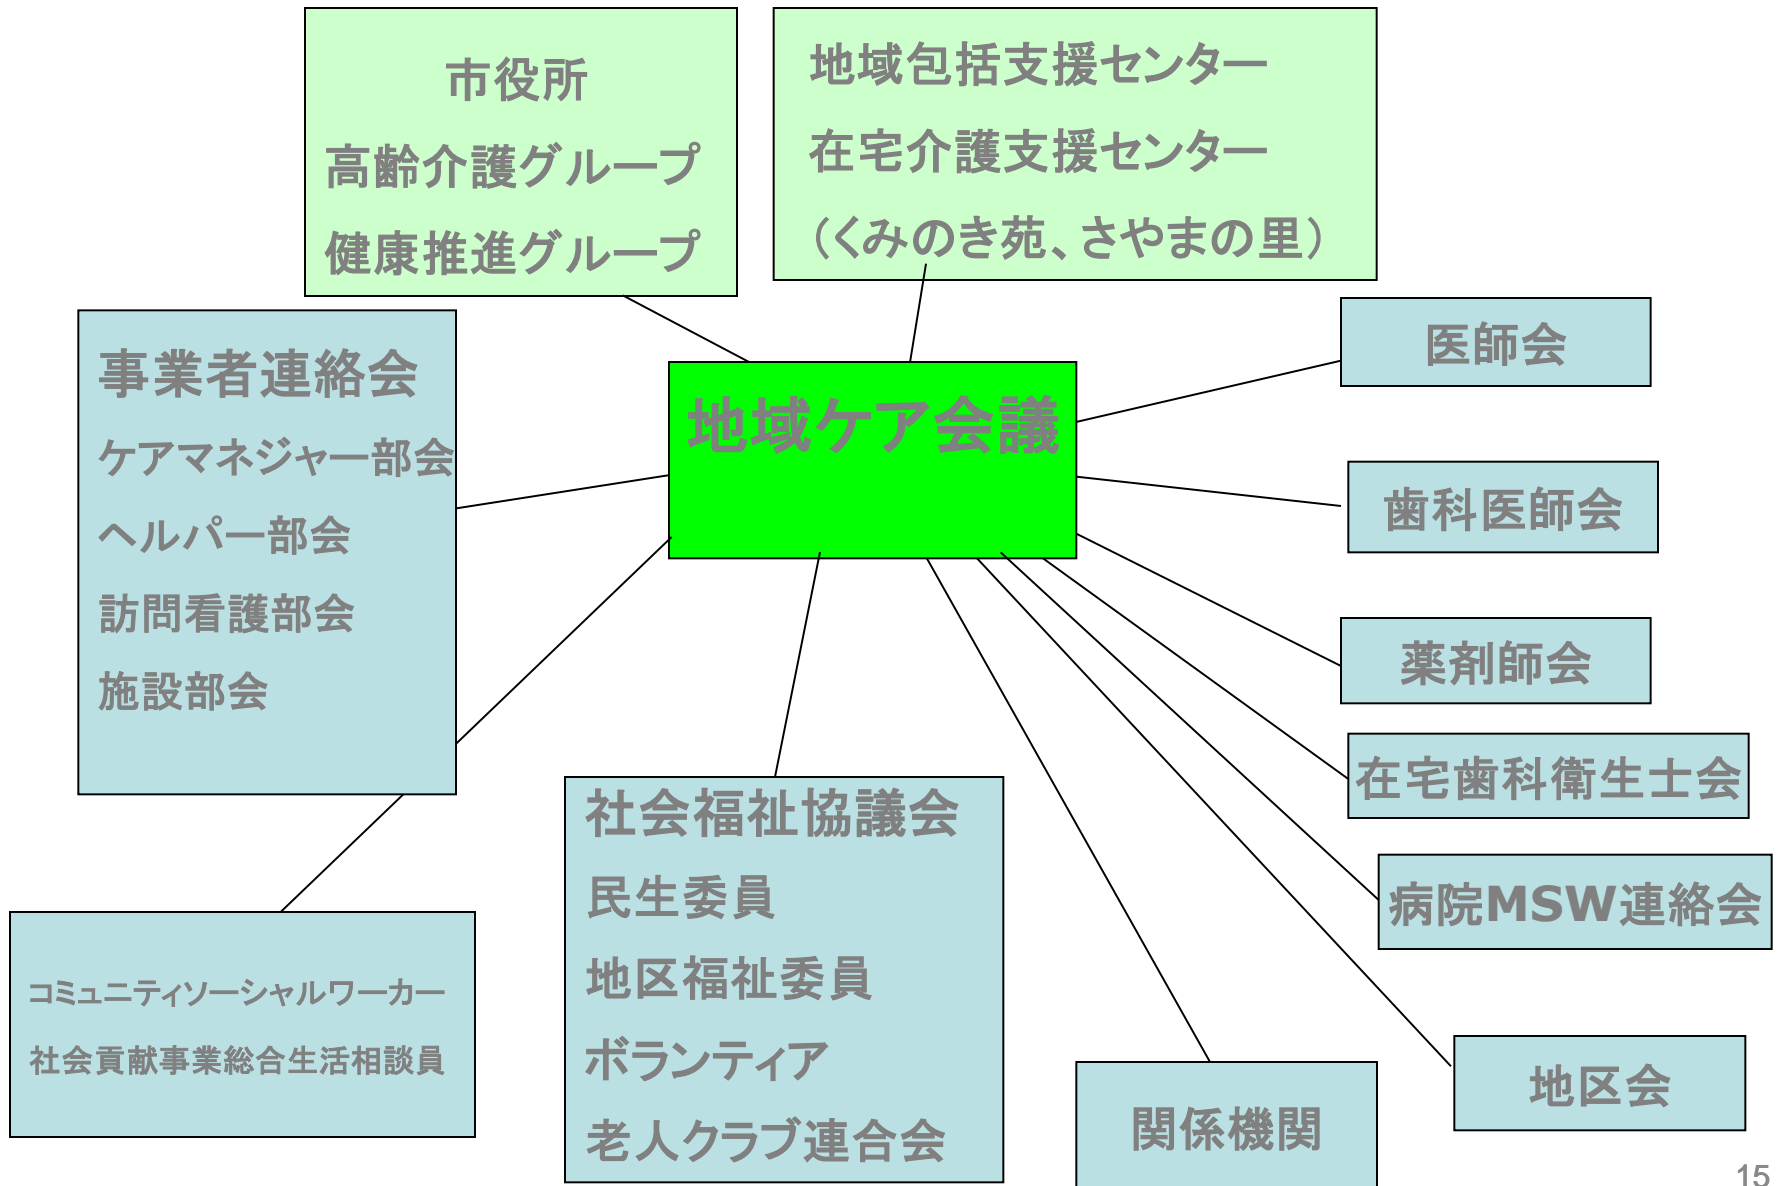 市役所
高齢介護グループ
健康推進グループ
地域包括支援センター
在宅介護支援センター
（くみのき苑、さやまの里）
事業者連絡会
ケアマネジャー部会
ヘルパー部会
訪問看護部会
施設部会
地域ケア会議
医師会
歯科医師会
薬剤師会
在宅歯科衛生士会
病院MSW連絡会
地区会
関係機関
社会福祉協議会
民生委員
地区福祉委員
ボランティア
老人クラブ連合会
コミュニティソーシャルワーカー
社会貢献事業総合生活相談員
15